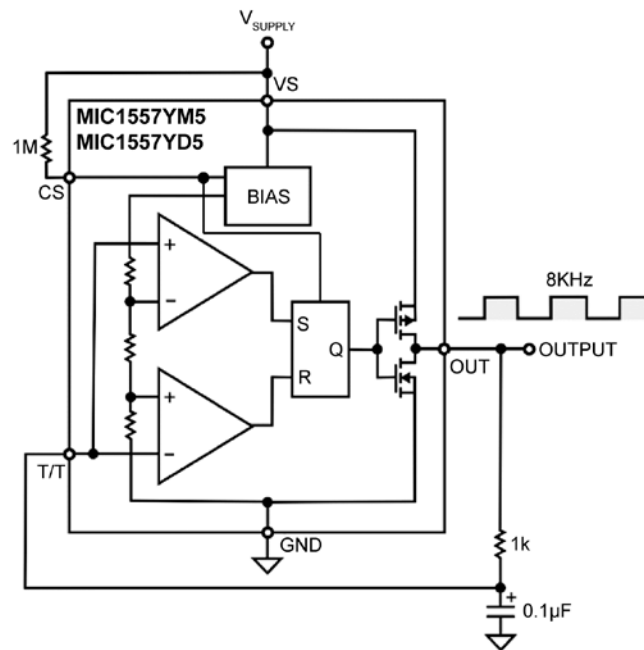 VSUPPLY
VS
MIC1557YM5
MIC1557YD5
1M
CS
BIAS
+
−
8KHz
S
Q
R
OUT
OUTPUT
+
−
T/T
GND
1k
+
0.1µF